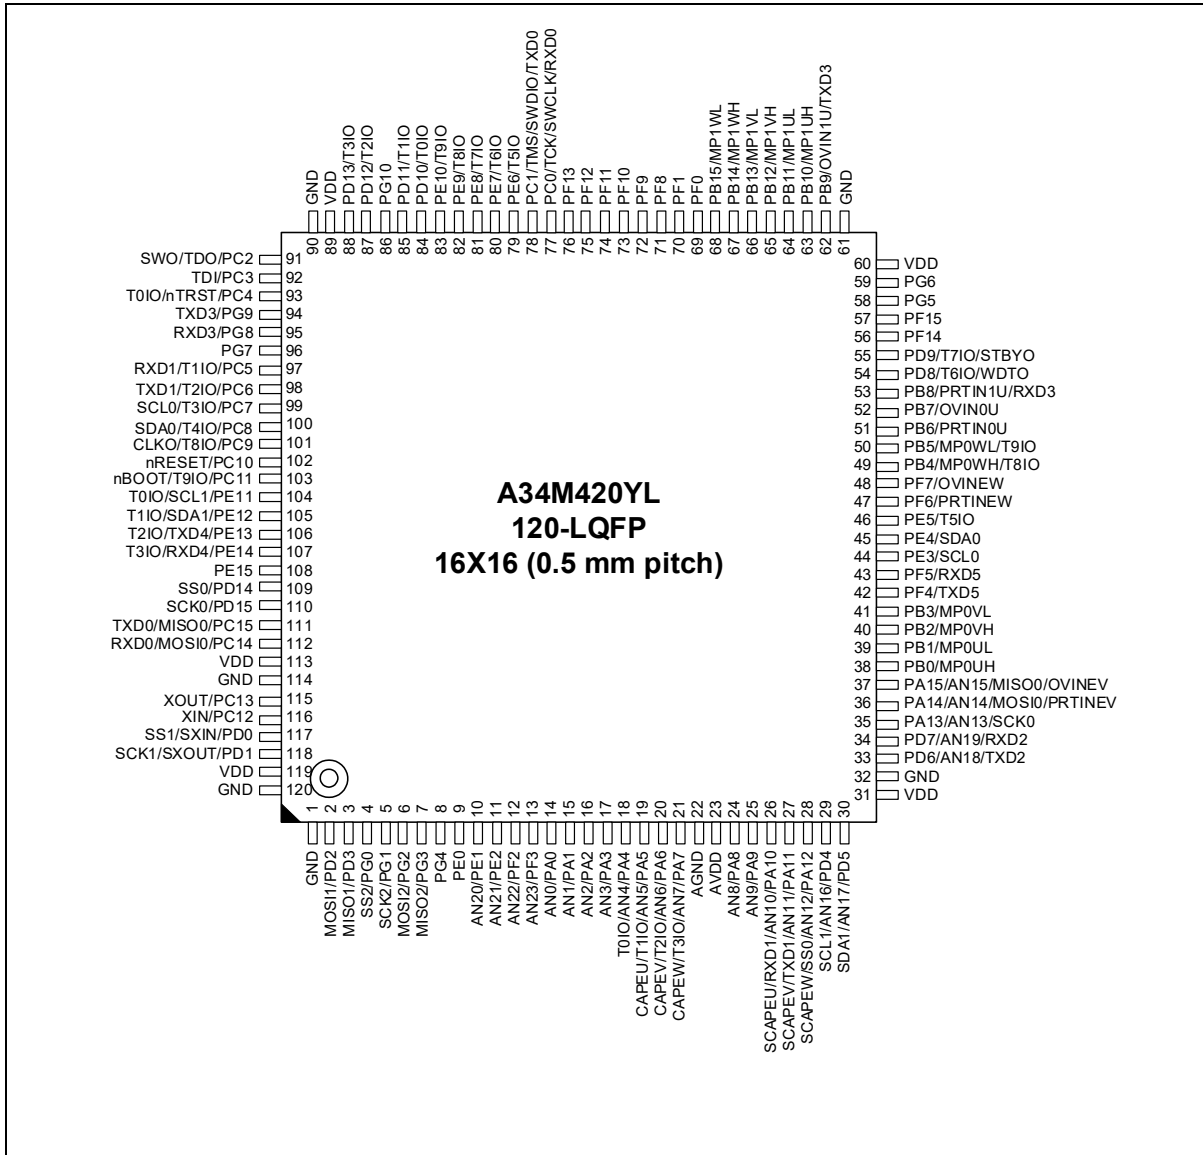 GND
VDD
PD13/T3IO
PD12/T2IO
PG10
PD11/T1IO
PD10/T0IO
PE10/T9IO
PE9/T8IO
PE8/T7IO
PE7/T6IO
PE6/T5IO
PC1/TMS/SWDIO/TXD0
PC0/TCK/SWCLK/RXD0
PF13
PF12
PF11
PF10
PF9
PF8
PF1
PF0
PB15/MP1WL
PB14/MP1WH
PB13/MP1VL
PB12/MP1VH
PB11/MP1UL
PB10/MP1UH
PB9/OVIN1U/TXD3
GND
90
89
88
87
86
85
84
83
82
81
80
79
78
77
76
75
74
73
72
71
70
69
68
67
66
65
64
63
62
61
SWO/TDO/PC2 91
TDI/PC3 92
T0IO/nTRST/PC4 93
TXD3/PG9 94
RXD3/PG8 95
PG7 96
RXD1/T1IO/PC5 97
TXD1/T2IO/PC6 98
SCL0/T3IO/PC7 99
SDA0/T4IO/PC8 100
CLKO/T8IO/PC9 101
nRESET/PC10 102
nBOOT/T9IO/PC11 103
T0IO/SCL1/PE11 104
T1IO/SDA1/PE12 105
T2IO/TXD4/PE13 106
T3IO/RXD4/PE14 107
PE15 108
SS0/PD14 109
SCK0/PD15 110
TXD0/MISO0/PC15 111
RXD0/MOSI0/PC14 112
VDD 113
GND 114
XOUT/PC13 115
XIN/PC12 116
SS1/SXIN/PD0 117
SCK1/SXOUT/PD1 118
VDD 119
GND 120
A34M420YL
120-LQFP
16X16 (0.5 mm pitch)
60 VDD
59 PG6
58 PG5
57 PF15
56 PF14
55 PD9/T7IO/STBYO
54 PD8/T6IO/WDTO
53 PB8/PRTIN1U/RXD3
52 PB7/OVIN0U
51 PB6/PRTIN0U
50 PB5/MP0WL/T9IO
49 PB4/MP0WH/T8IO
48 PF7/OVINEW
47 PF6/PRTINEW
46 PE5/T5IO
45 PE4/SDA0
44 PE3/SCL0
43 PF5/RXD5
42 PF4/TXD5
41 PB3/MP0VL
40 PB2/MP0VH
39 PB1/MP0UL
38 PB0/MP0UH
37 PA15/AN15/MISO0/OVINEV
36 PA14/AN14/MOSI0/PRTINEV
35 PA13/AN13/SCK0
34 PD7/AN19/RXD2
33 PD6/AN18/TXD2
32 GND
31 VDD
1
2
3
4
5
6
7
8
9
10
11
12
13
14
15
16
17
18
19
20
21
22
23
24
25
26
27
28
29
30
GND
MOSI1/PD2
MISO1/PD3
SS2/PG0
SCK2/PG1
MOSI2/PG2
MISO2/PG3
PG4
PE0
AN20/PE1
AN21/PE2
AN22/PF2
AN23/PF3
AN0/PA0
AN1/PA1
AN2/PA2
AN3/PA3
T0IO/AN4/PA4
CAPEU/T1IO/AN5/PA5
CAPEV/T2IO/AN6/PA6
CAPEW/T3IO/AN7/PA7
AGND
AVDD
AN8/PA8
AN9/PA9
SCAPEU/RXD1/AN10/PA10
SCAPEV/TXD1/AN11/PA11
SCAPEW/SS0/AN12/PA12
SCL1/AN16/PD4
SDA1/AN17/PD5